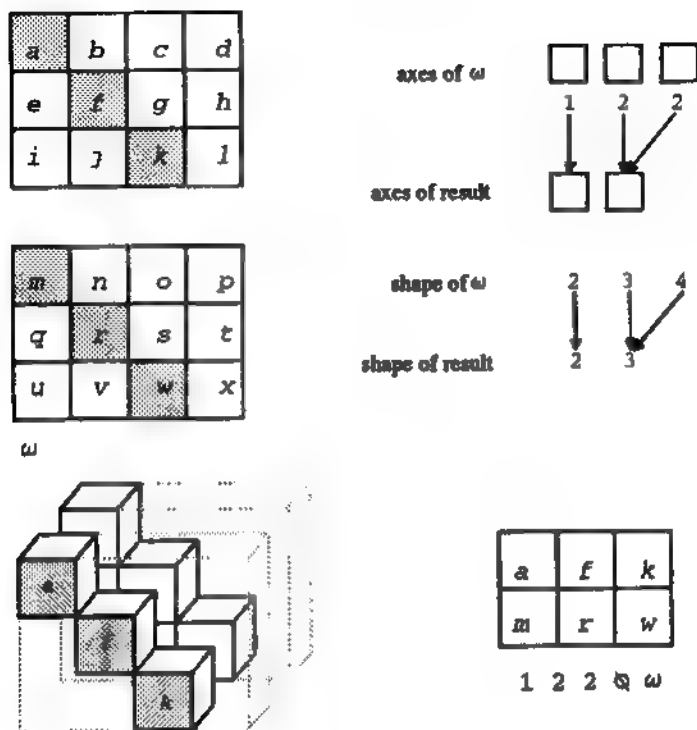 a b c d
e f g h
i j k l
m n o p
q r s t
u v w x
ω
a
f
k
axes of ω
1 2 2
axes of result
shape of ω 2 3 4
shape of result 2 3
a f k
m r w
1 2 2 ⍉ ω